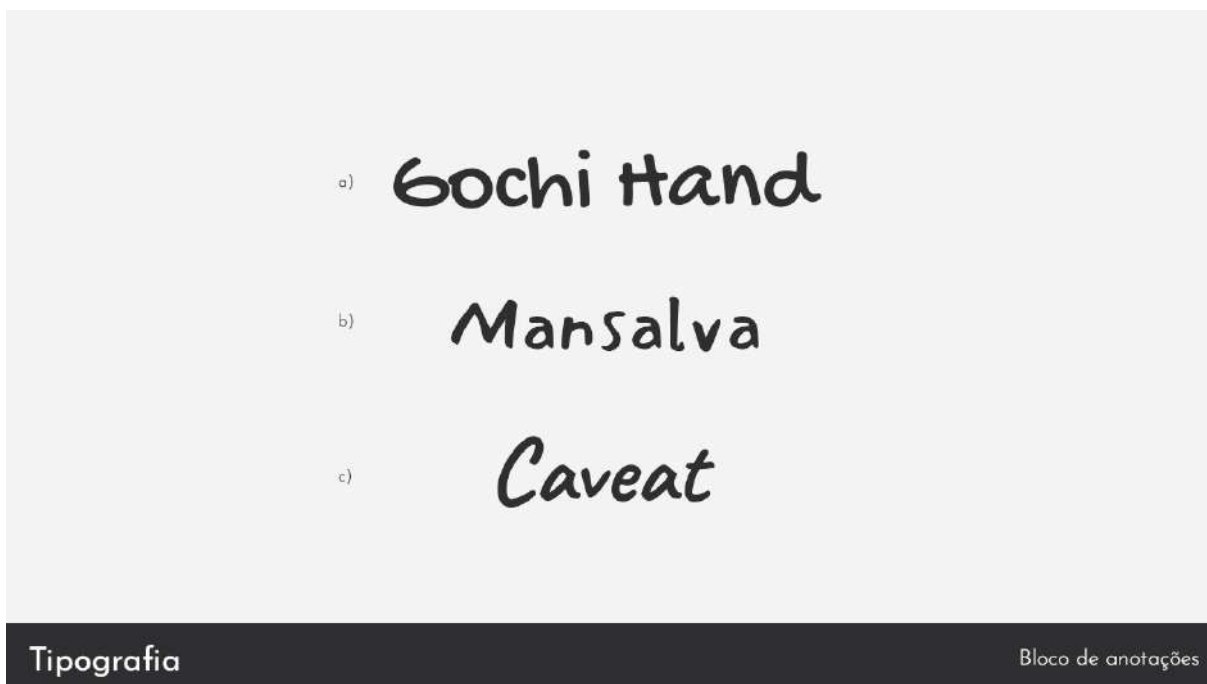 a) Gochi Hand
b) Mansalva
c) Caveat
Tipografia
Bloco de anotações